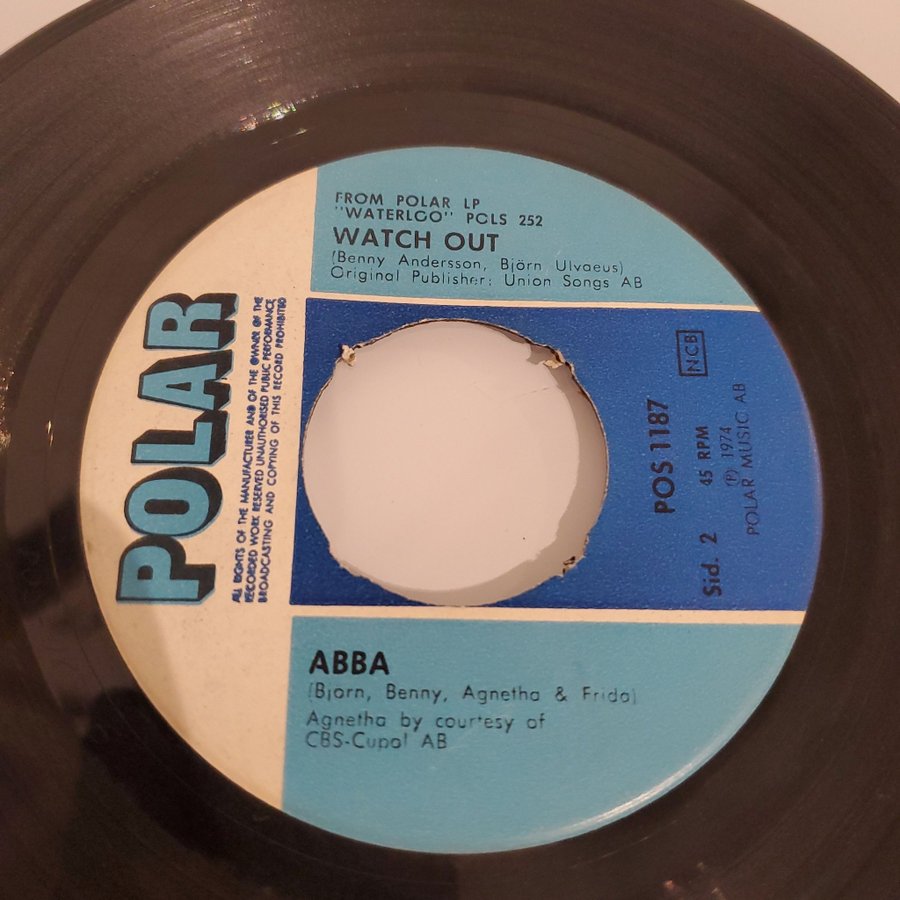 FROM POLAR LP
"WATERLOO" POLS 252
WATCH OUT
(Benny Andersson, Björn Ulvaeus)
Original Publisher: Union Songs AB
POLAR
ALL RIGHTS OF THE MANUFACTURER AND OF THE OWNER OF THE
RECORDED WORK RESERVED UNAUTHORISED PUBLIC PERFORMANCE,
BROADCASTING AND COPYING OF THIS RECORD PROHIBITED
NCB
POS 1187
Sid. 2 45 RPM
Ⓟ 1974
POLAR MUSIC AB
ABBA
(Bjorn, Benny, Agnetha & Frida)
Agnetha by courtesy of
CBS-Cupol AB